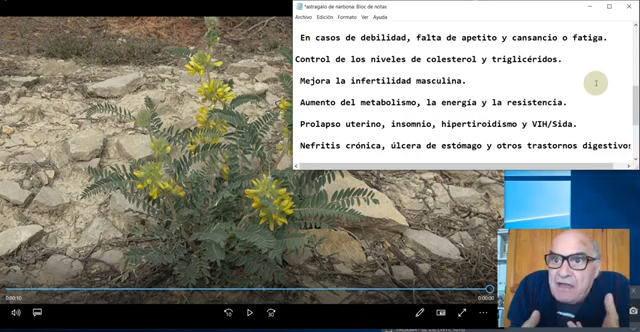 *astragalo de narbona: Bloc de notas
Archivo Edición Formato Ver Ayuda
En casos de debilidad, falta de apetito y cansancio o fatiga.
Control de los niveles de colesterol y triglicéridos.
Mejora la infertilidad masculina.
Aumento del metabolismo, la energía y la resistencia.
Prolapso uterino, insomnio, hipertiroidismo y VIH/Sida.
Nefritis crónica, úlcera de estómago y otros trastornos digestivos
0:00:10
0:00:00
10
30